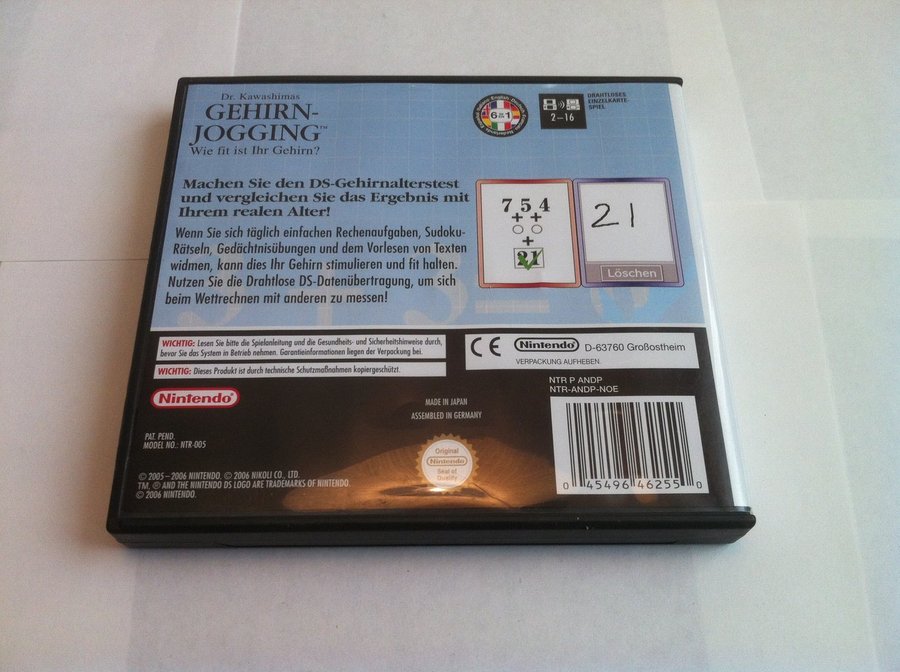 Dr. Kawashimas
GEHIRN-
JOGGING™
Wie fit ist Ihr Gehirn?
6 in 1
2–16
DRAHTLOSES
EINZELKARTE-
SPIEL
Machen Sie den DS-Gehirnalterstest
und vergleichen Sie das Ergebnis mit
Ihrem realen Alter!
Wenn Sie sich täglich einfachen Rechenaufgaben, Sudoku-
Rätseln, Gedächtnisübungen und dem Vorlesen von Texten
widmen, kann dies Ihr Gehirn stimulieren und fit halten.
Nutzen Sie die Drahtlose DS-Datenübertragung, um sich
beim Wettrechnen mit anderen zu messen!
7 5 4
+ +
+
21
21
Löschen
WICHTIG: Lesen Sie bitte die Spielanleitung und die Gesundheits- und Sicherheitshinweise durch,
bevor Sie das System in Betrieb nehmen. Garantieinformationen liegen der Verpackung bei.
WICHTIG: Dieses Produkt ist durch technische Schutzmaßnahmen kopiergeschützt.
CE Nintendo® D-63760 Großostheim
VERPACKUNG AUFHEBEN.
Nintendo®
MADE IN JAPAN
ASSEMBLED IN GERMANY
NTR P ANDP
NTR-ANDP-NOE
PAT. PEND.
MODEL NO.: NTR-005
Original
Nintendo
Seal of
Quality
© 2005 – 2006 NINTENDO. © 2006 NIKOLI CO., LTD.
TM, ® AND THE NINTENDO DS LOGO ARE TRADEMARKS OF NINTENDO.
© 2006 NINTENDO.
0 45496 46255 0